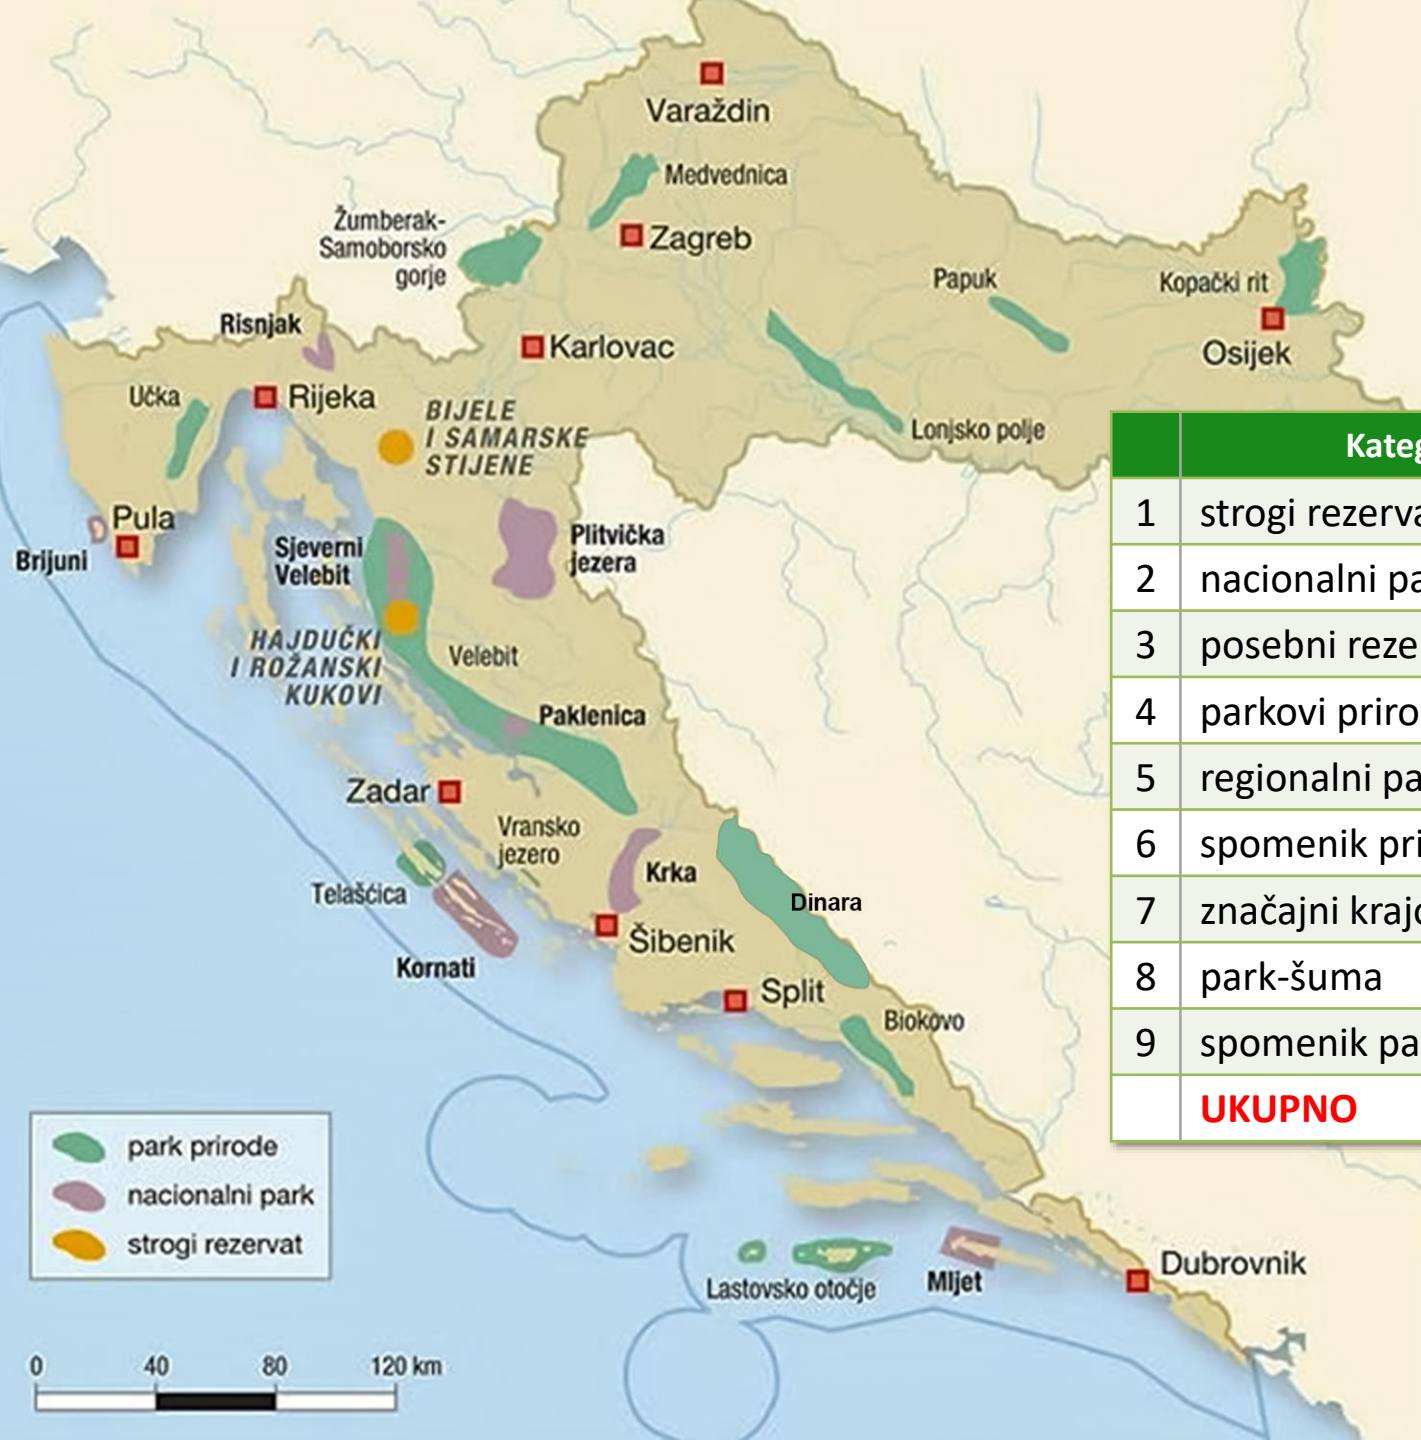 Varaždin
Medvednica
Žumberak-
Samoborsko
gorje
Zagreb
Papuk
Kopački rit
Risnjak
Karlovac
Osijek
Učka
Rijeka
BIJELE
I SAMARSKE
STIJENE
Lonjsko polje
Pula
Brijuni
Sjeverni
Velebit
Plitvička
jezera
HAJDUČKI
I ROŽANSKI
KUKOVI
Velebit
Paklenica
Zadar
Vransko
jezero
Krka
Telašćica
Dinara
Šibenik
Kornati
Split
Biokovo
Kateg
1 strogi rezerva
2 nacionalni pa
3 posebni reze
4 parkovi priro
5 regionalni pa
6 spomenik pri
7 značajni krajo
8 park-šuma
9 spomenik pa
UKUPNO
park prirode
nacionalni park
strogi rezervat
Lastovsko otočje
Mljet
Dubrovnik
0 40 80 120 km